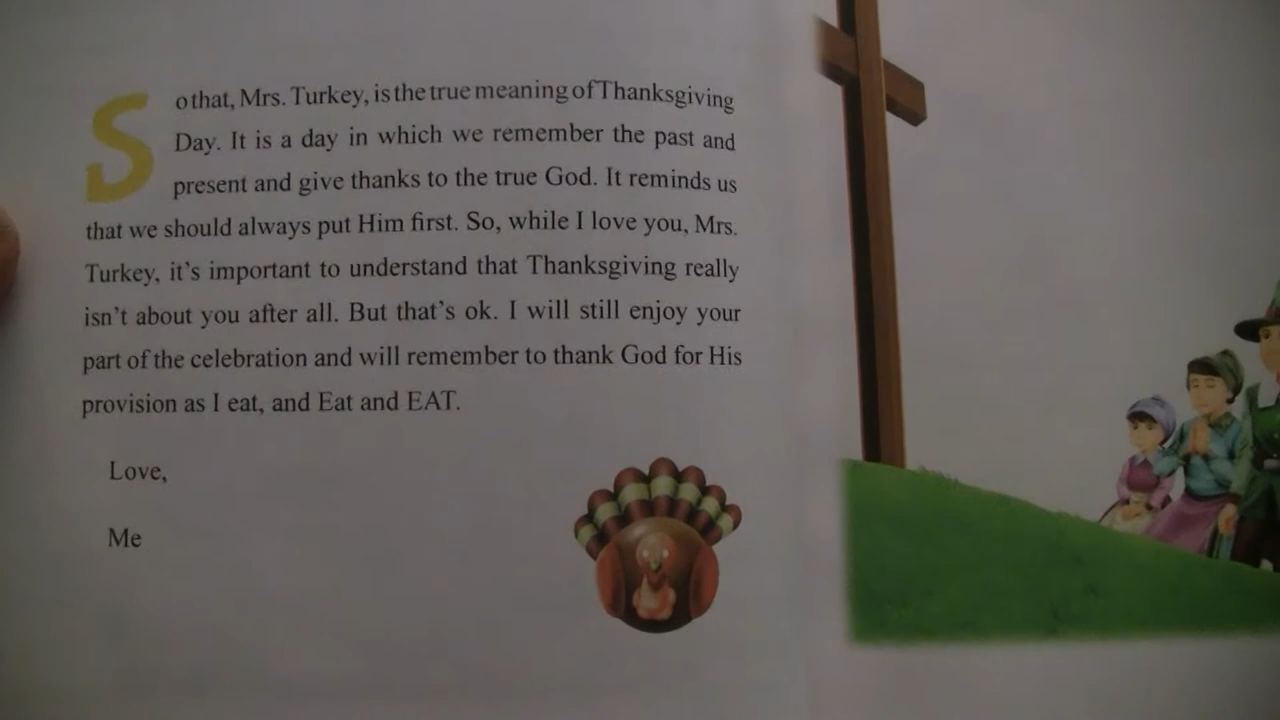 So that, Mrs. Turkey, is the true meaning of Thanksgiving
Day. It is a day in which we remember the past and
present and give thanks to the true God. It reminds us
that we should always put Him first. So, while I love you, Mrs.
Turkey, it's important to understand that Thanksgiving really
isn't about you after all. But that's ok. I will still enjoy your
part of the celebration and will remember to thank God for His
provision as I eat, and Eat and EAT.
Love,
Me